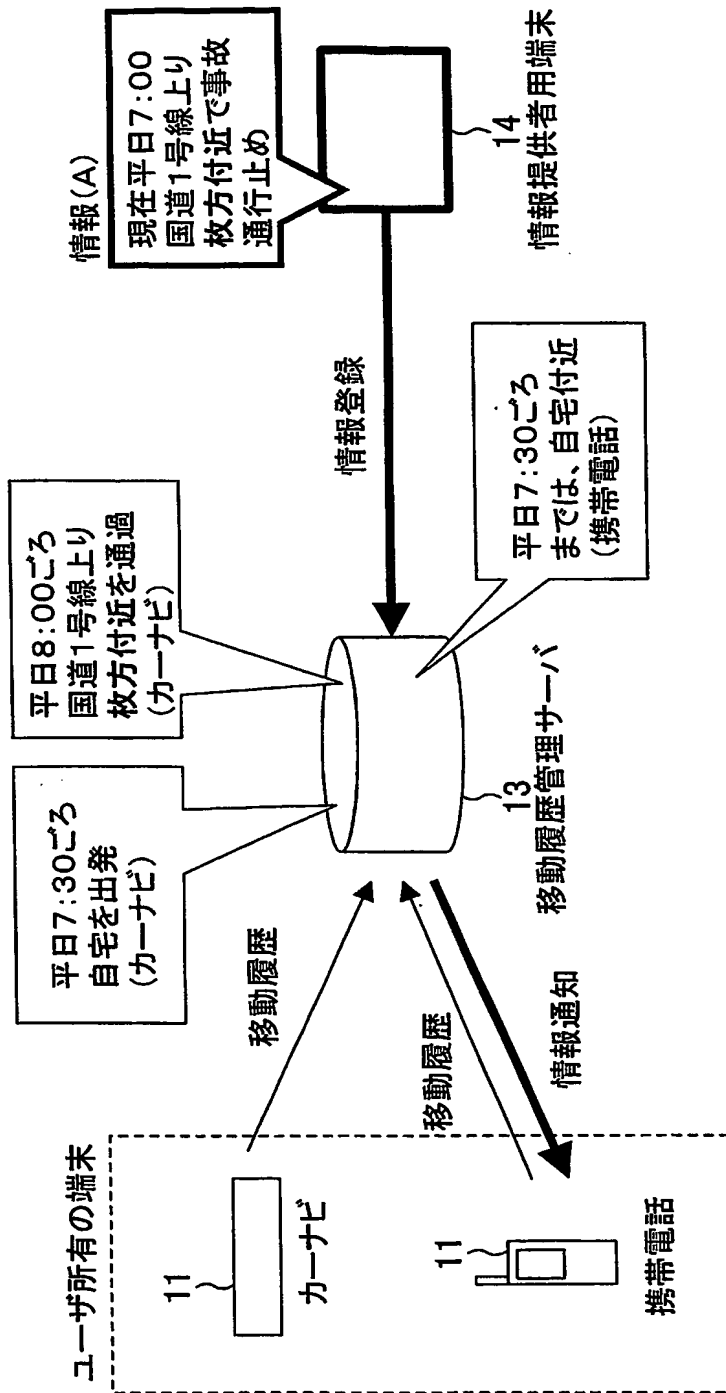 ユーザ所有の端末
11
カーナビ
11
携帯電話
移動履歴
移動履歴
情報通知
平日7:30ごろ
自宅を出発
(カーナビ)
平日8:00ごろ
国道1号線上り
枚方付近を通過
(カーナビ)
13
移動履歴管理サーバ
平日7:30ごろ
までは、自宅付近
(携帯電話)
情報登録
情報(A)
現在平日7:00
国道1号線上り
枚方付近で事故
通行止め
14
情報提供者用端末